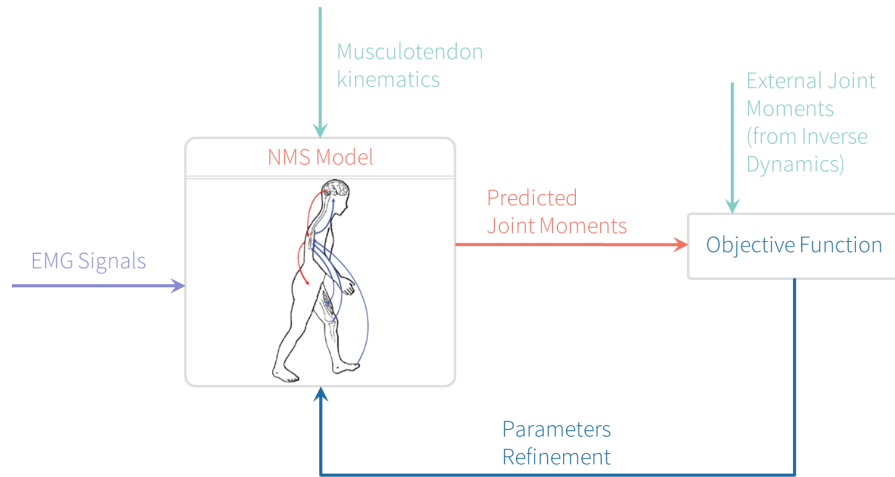 Musculotendon
kinematics
External Joint
Moments
(from Inverse
Dynamics)
NMS Model
Predicted
Joint Moments
Objective Function
EMG Signals
Parameters
Refinement